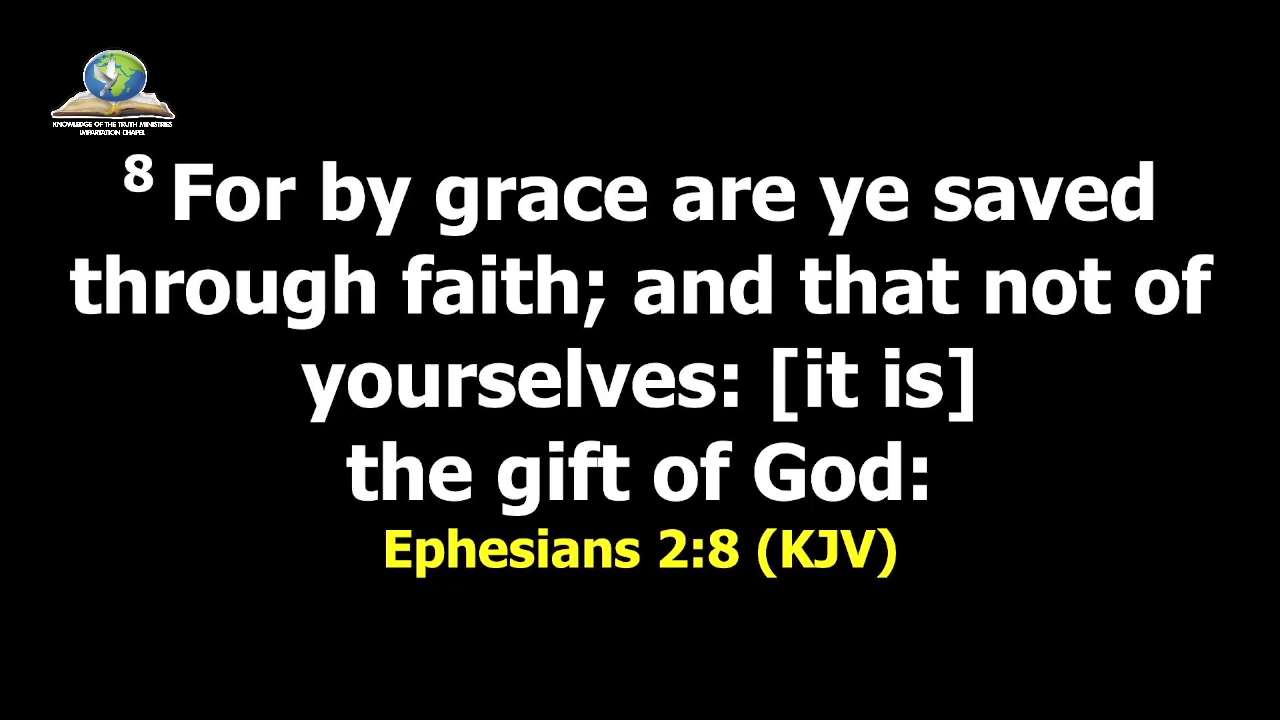 KNOWLEDGE OF THE TRUTH MINISTRIES
IMPARTATION CHAPEL
8 For by grace are ye saved
through faith; and that not of
yourselves: [it is]
the gift of God:
Ephesians 2:8 (KJV)